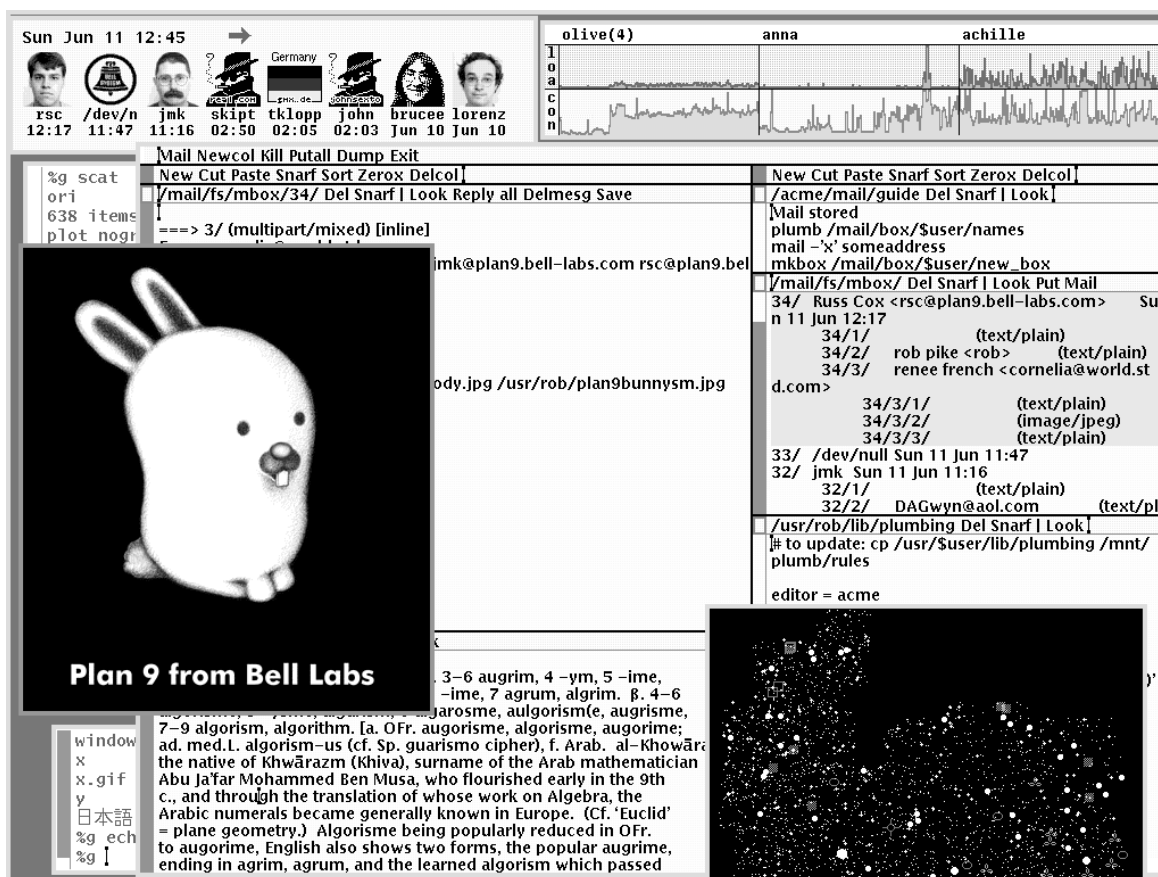 Sun Jun 11 12:45
Germany
rsc /dev/n jmk skipt tklopp john brucee lorenz
12:17 11:47 11:16 02:50 02:05 02:03 Jun 10 Jun 10
olive(4) anna achille
loa
con
%g scat
ori
638 items
plot nogr
Mail Newcol Kill Putall Dump Exit
New Cut Paste Snarf Sort Zerox Delcol
/mail/fs/mbox/34/ Del Snarf | Look Reply all Delmesg Save
===> 3/ (multipart/mixed) [inline]
jmk@plan9.bell-labs.com rsc@plan9.bel
ody.jpg /usr/rob/plan9bunnysm.jpg
Plan 9 from Bell Labs
New Cut Paste Snarf Sort Zerox Delcol
/acme/mail/guide Del Snarf | Look
Mail stored
plumb /mail/box/$user/names
mail -'x' someaddress
mkbox /mail/box/$user/new_box
/mail/fs/mbox/ Del Snarf | Look Put Mail
34/ Russ Cox <rsc@plan9.bell-labs.com> Su
n 11 Jun 12:17
34/1/ (text/plain)
34/2/ rob pike <rob> (text/plain)
34/3/ renee french <cornelia@world.st
d.com>
34/3/1/ (text/plain)
34/3/2/ (image/jpeg)
34/3/3/ (text/plain)
33/ /dev/null Sun 11 Jun 11:47
32/ jmk Sun 11 Jun 11:16
32/1/ (text/plain)
32/2/ DAGwyn@aol.com (text/pl
/usr/rob/lib/plumbing Del Snarf | Look
# to update: cp /usr/$user/lib/plumbing /mnt/
plumb/rules
editor = acme
. 3-6 augrim, 4 -ym, 5 -ime,
-ime, 7 agrum, algrim. β. 4-6
algarosme, aulgorism(e, augrisme,
7-9 algorism, algorithm. [a. OFr. augorisme, algorisme, augorime;
ad. med.L. algorism-us (cf. Sp. guarismo cipher), f. Arab. al-Khowāra
the native of Khwārazm (Khiva), surname of the Arab mathematician
Abu Ja'far Mohammed Ben Musa, who flourished early in the 9th
c., and through the translation of whose work on Algebra, the
Arabic numerals became generally known in Europe. (Cf. ‘Euclid’
= plane geometry.) Algorisme being popularly reduced in OFr.
to augorime, English also shows two forms, the popular augrime,
ending in agrim, agrum, and the learned algorism which passed
window
x
x.gif
y
日本語
%g ech
%g